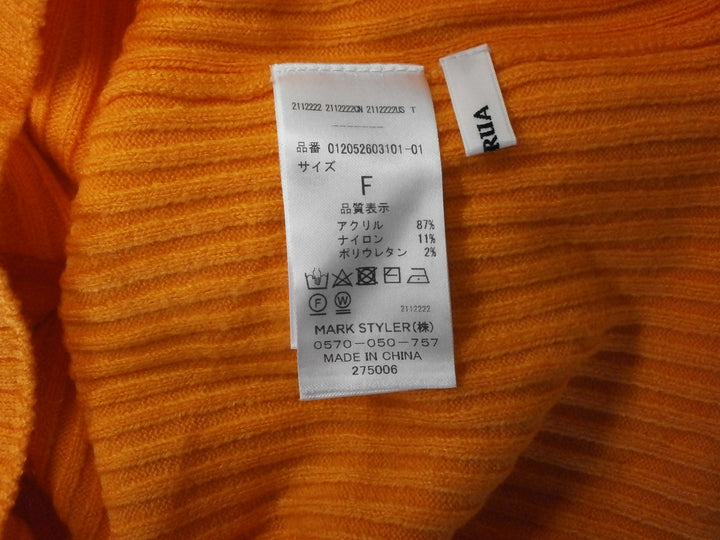 2112222 2112222CN 2112222US T
-------
品番 012052603101-01
サイズ
F
品質表示
アクリル 87%
ナイロン 11%
ポリウレタン 2%
F W
2112222
MARK STYLER(株)
0570-050-757
MADE IN CHINA
275006
RUA